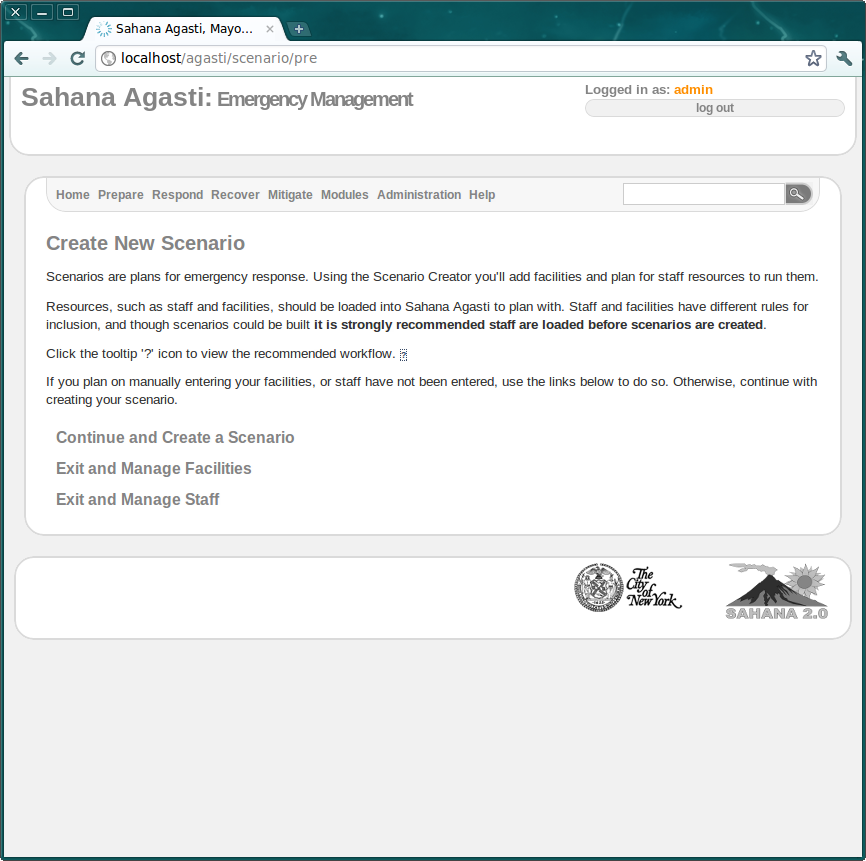 Sahana Agasti, Mayo...
localhost/agasti/scenario/pre
Sahana Agasti: Emergency Management
Logged in as: admin
log out
Home Prepare Respond Recover Mitigate Modules Administration Help
Create New Scenario
Scenarios are plans for emergency response. Using the Scenario Creator you'll add facilities and plan for staff resources to run them.
Resources, such as staff and facilities, should be loaded into Sahana Agasti to plan with. Staff and facilities have different rules for
inclusion, and though scenarios could be built it is strongly recommended staff are loaded before scenarios are created.
Click the tooltip '?' icon to view the recommended workflow. ?
If you plan on manually entering your facilities, or staff have not been entered, use the links below to do so. Otherwise, continue with
creating your scenario.
Continue and Create a Scenario
Exit and Manage Facilities
Exit and Manage Staff
The
City of
New York
SAHANA 2.0